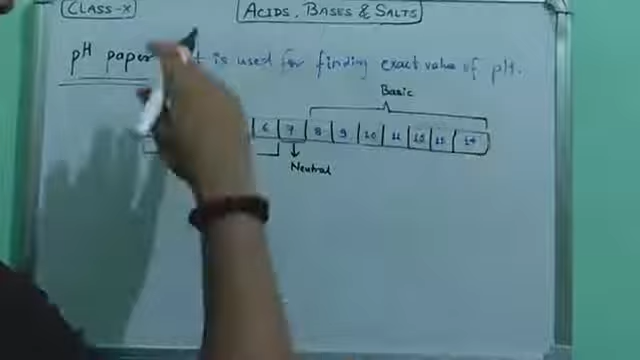 CLASS-X
ACIDS, BASES & SALTS
pH paper
t is used for finding exact value of pH.
Basic
6 7 8 9 10 11 12 13 14
Neutral